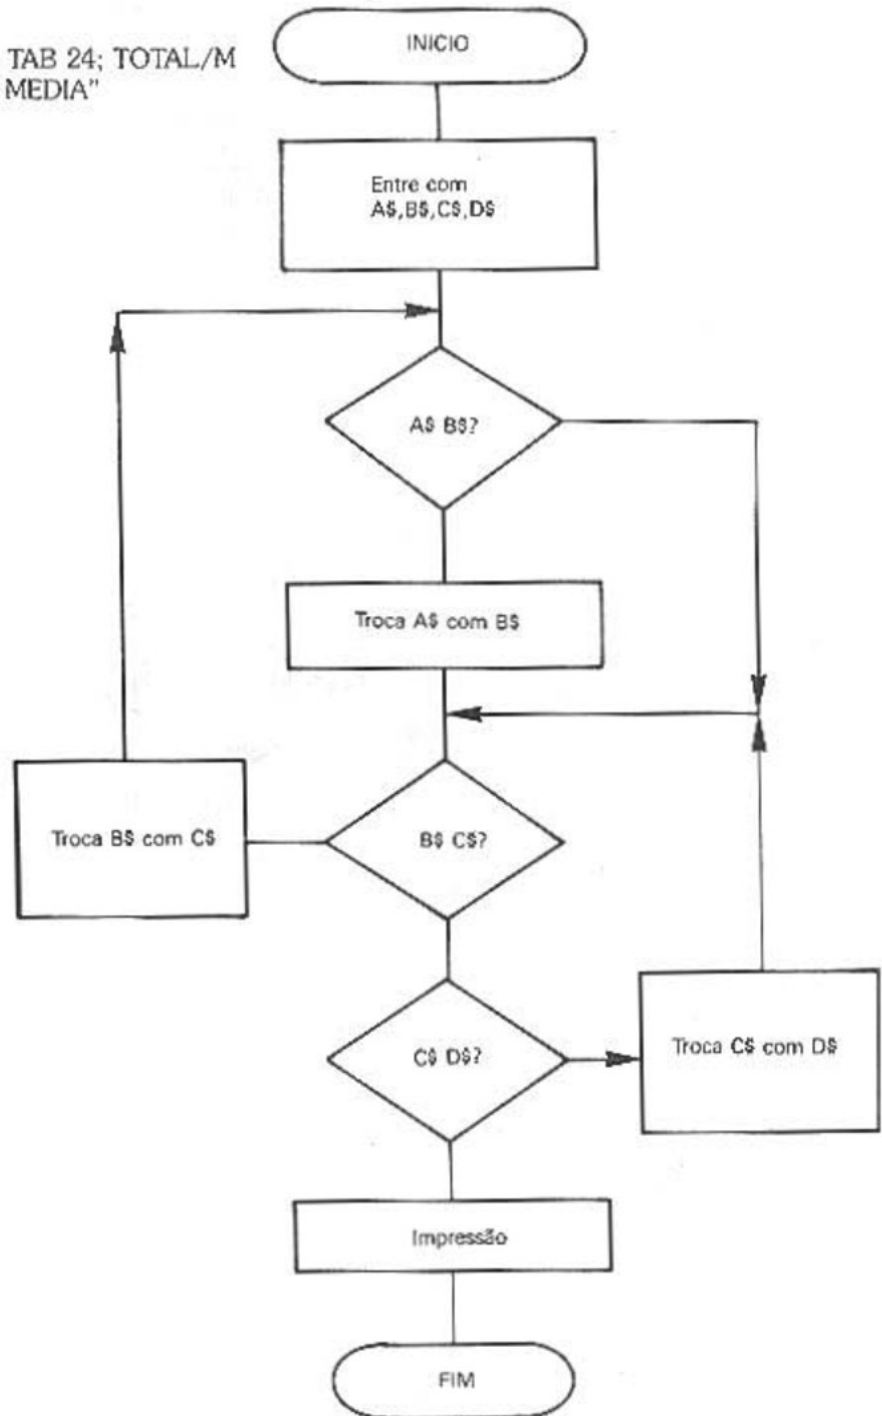 TAB 24; TOTAL/M
MEDIA"
INICIO
Entre com
A$,B$,C$,D$
A$ B$?
Troca A$ com B$
Troca B$ com C$
B$ C$?
C$ D$?
Troca C$ com D$
Impressão
FIM